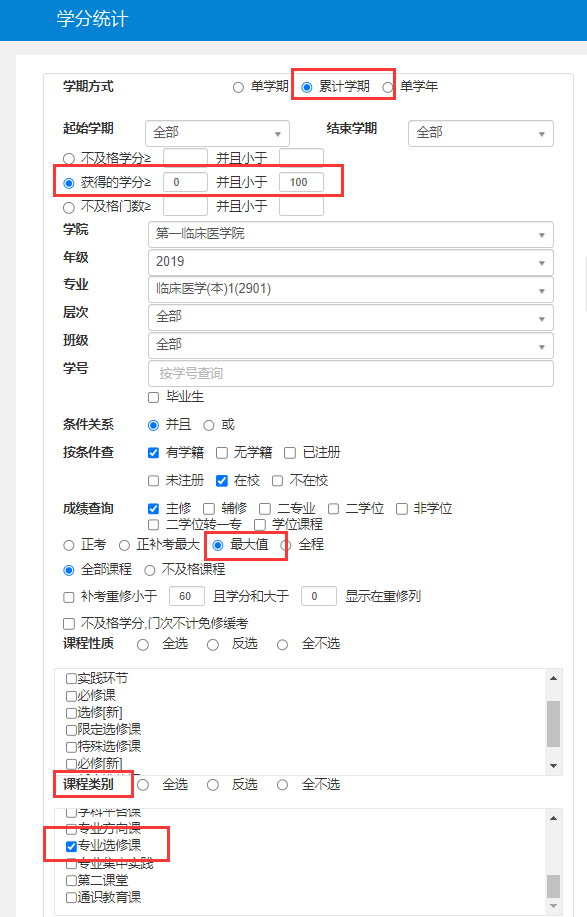 学分统计
学期方式 单学期 累计学期 单学年
起始学期 全部 结束学期 全部
不及格学分≥ 并且小于
获得的学分≥ 0 并且小于 100
不及格门数≥ 并且小于
学院 第一临床医学院
年级 2019
专业 临床医学(本)1(2901)
层次 全部
班级 全部
学号 按学号查询
毕业生
条件关系 并且 或
按条件查 有学籍 无学籍 已注册
未注册 在校 不在校
成绩查询 主修 辅修 二专业 二学位 非学位
二学位转一专 学位课程
正考 正补考最大 最大值 全程
全部课程 不及格课程
补考重修小于 60 且学分和大于 0 显示在重修列
不及格学分,门次不计免修缓考
课程性质 全选 反选 全不选
实践环节
必修课
选修[新]
限定选修课
特殊选修课
必修[新]
课程类别 全选 反选 全不选
学科平台课
专业方向课
专业选修课
专业集中实践
第二课堂
通识教育课